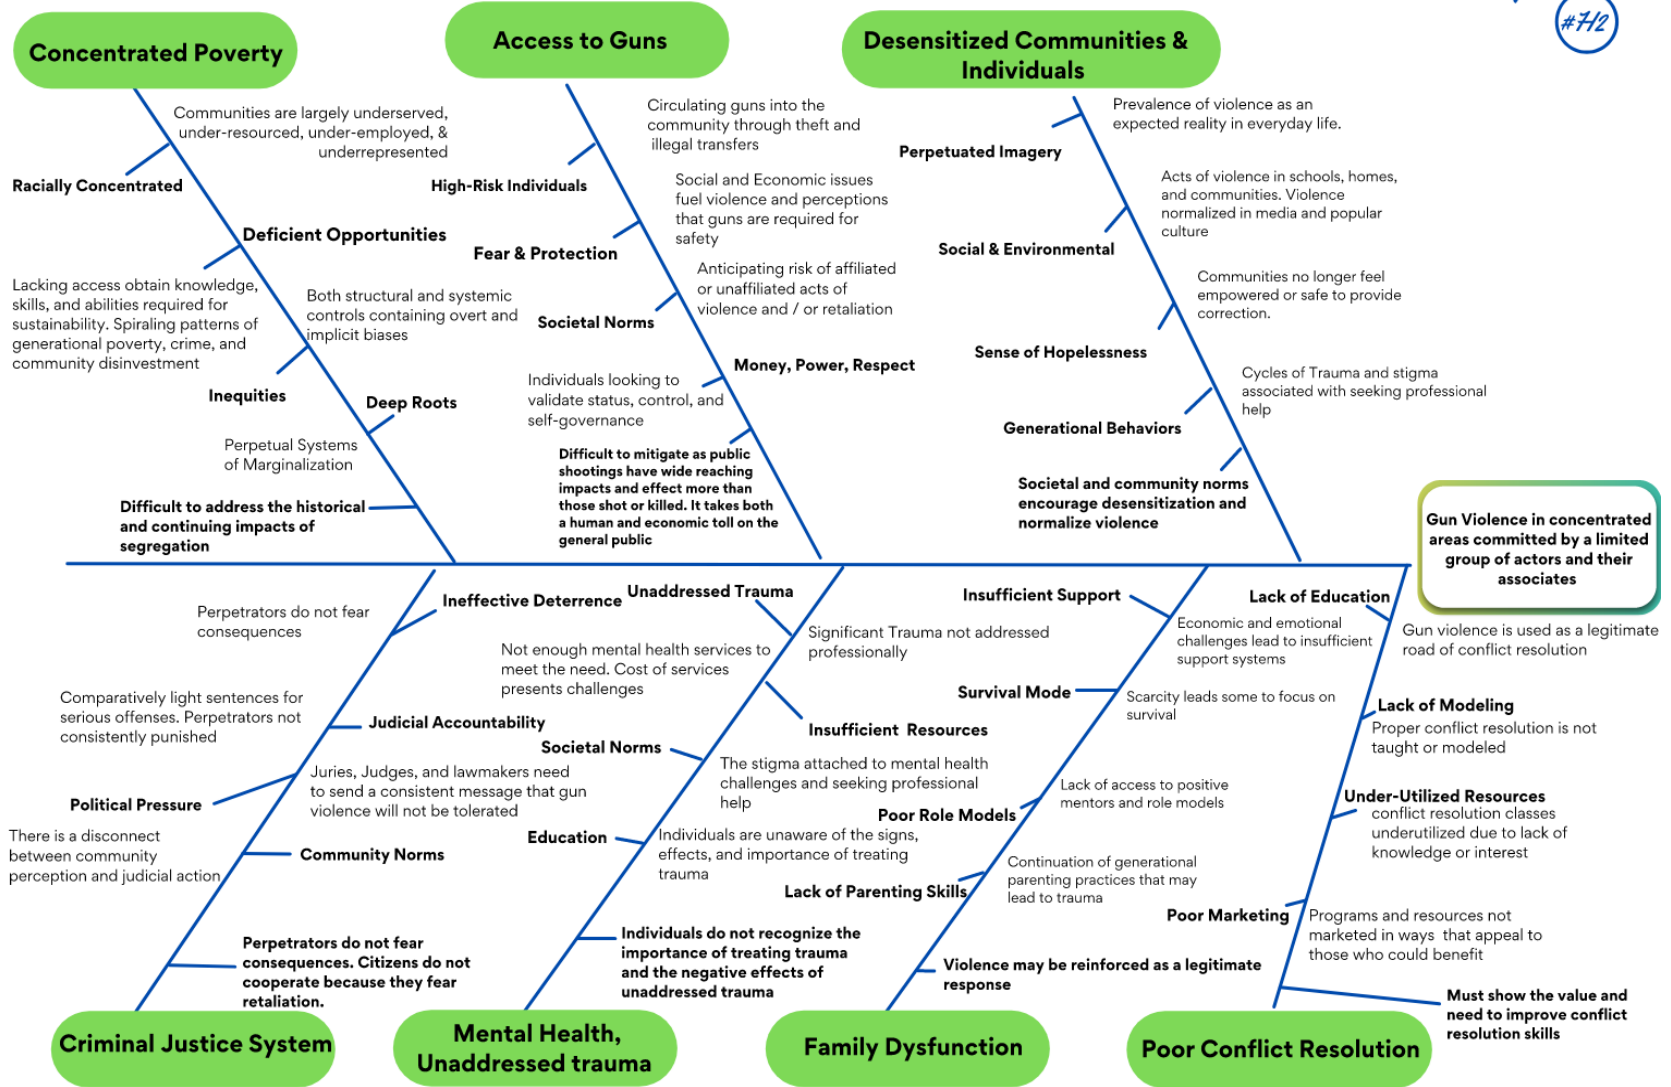 #H2
Concentrated Poverty
Communities are largely underserved,
under-resourced, under-employed, &
underrepresented
Racially Concentrated
Deficient Opportunities
Lacking access obtain knowledge,
skills, and abilities required for
sustainability. Spiraling patterns of
generational poverty, crime, and
community disinvestment
Both structural and systemic
controls containing overt and
implicit biases
Inequities
Deep Roots
Perpetual Systems
of Marginalization
Difficult to address the historical
and continuing impacts of
segregation
Access to Guns
Circulating guns into the
community through theft and
illegal transfers
High-Risk Individuals
Social and Economic issues
fuel violence and perceptions
that guns are required for
safety
Fear & Protection
Anticipating risk of affiliated
or unaffiliated acts of
violence and / or retaliation
Societal Norms
Money, Power, Respect
Individuals looking to
validate status, control, and
self-governance
Difficult to mitigate as public
shootings have wide reaching
impacts and effect more than
those shot or killed. It takes both
a human and economic toll on the
general public
Desensitized Communities &
Individuals
Prevalence of violence as an
expected reality in everyday life.
Perpetuated Imagery
Acts of violence in schools, homes,
and communities. Violence
normalized in media and popular
culture
Social & Environmental
Communities no longer feel
empowered or safe to provide
correction.
Sense of Hopelessness
Cycles of Trauma and stigma
associated with seeking professional
help
Generational Behaviors
Societal and community norms
encourage desensitization and
normalize violence
Gun Violence in concentrated
areas committed by a limited
group of actors and their
associates
Perpetrators do not fear
consequences
Ineffective Deterrence
Comparatively light sentences for
serious offenses. Perpetrators not
consistently punished
Judicial Accountability
Juries, Judges, and lawmakers need
to send a consistent message that gun
violence will not be tolerated
Political Pressure
There is a disconnect
between community
perception and judicial action
Community Norms
Perpetrators do not fear
consequences. Citizens do not
cooperate because they fear
retaliation.
Criminal Justice System
Unaddressed Trauma
Significant Trauma not addressed
professionally
Not enough mental health services to
meet the need. Cost of services
presents challenges
Insufficient Resources
Societal Norms
The stigma attached to mental health
challenges and seeking professional
help
Education
Individuals are unaware of the signs,
effects, and importance of treating
trauma
Individuals do not recognize the
importance of treating trauma
and the negative effects of
unaddressed trauma
Mental Health,
Unaddressed trauma
Insufficient Support
Economic and emotional
challenges lead to insufficient
support systems
Survival Mode
Scarcity leads some to focus on
survival
Lack of access to positive
mentors and role models
Poor Role Models
Continuation of generational
parenting practices that may
lead to trauma
Lack of Parenting Skills
Violence may be reinforced as a legitimate
response
Family Dysfunction
Lack of Education
Gun violence is used as a legitimate
road of conflict resolution
Lack of Modeling
Proper conflict resolution is not
taught or modeled
Under-Utilized Resources
conflict resolution classes
underutilized due to lack of
knowledge or interest
Poor Marketing
Programs and resources not
marketed in ways that appeal to
those who could benefit
Must show the value and
need to improve conflict
resolution skills
Poor Conflict Resolution